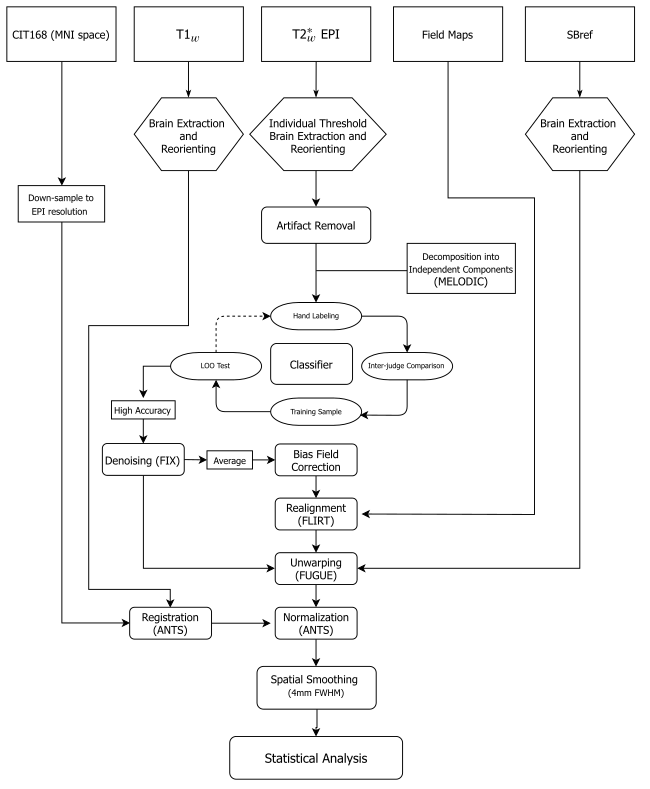 CIT168 (MNI space)
T1w
T2*w EPI
Field Maps
SBref
Brain Extraction
and
Reorienting
Individual Threshold
Brain Extraction and
Reorienting
Brain Extraction
and
Reorienting
Down-sample to
EPI resolution
Artifact Removal
Decomposition into
Independent Components
(MELODIC)
Hand Labeling
LOO Test
Classifier
Inter-judge Comparison
High Accuracy
Training Sample
Denoising (FIX)
Average
Bias Field
Correction
Realignment
(FLIRT)
Unwarping
(FUGUE)
Registration
(ANTS)
Normalization
(ANTS)
Spatial Smoothing
(4mm FWHM)
Statistical Analysis